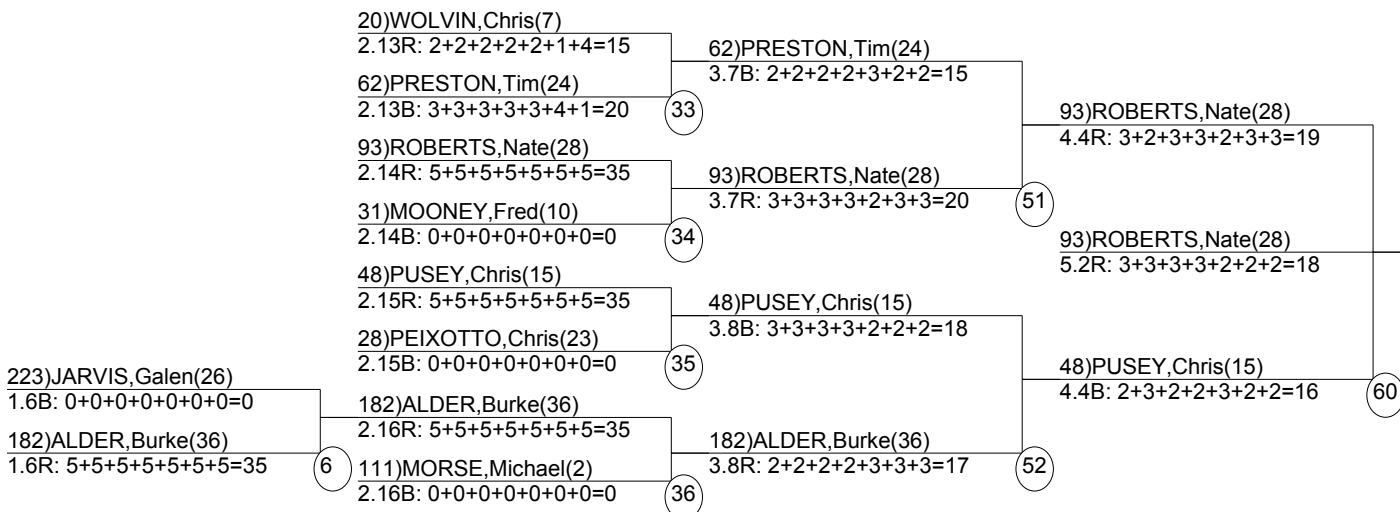 20)WOLVIN,Chris(7)
2.13R: 2+2+2+2+2+1+4=15
62)PRESTON,Tim(24)
2.13B: 3+3+3+3+3+4+1=20
33
93)ROBERTS,Nate(28)
2.14R: 5+5+5+5+5+5+5=35
31)MOONEY,Fred(10)
2.14B: 0+0+0+0+0+0+0=0
34
48)PUSEY,Chris(15)
2.15R: 5+5+5+5+5+5+5=35
28)PEIXOTTO,Chris(23)
2.15B: 0+0+0+0+0+0+0=0
35
223)JARVIS,Galen(26)
1.6B: 0+0+0+0+0+0+0=0
182)ALDER,Burke(36)
1.6R: 5+5+5+5+5+5+5=35
6
182)ALDER,Burke(36)
2.16R: 5+5+5+5+5+5+5=35
111)MORSE,Michael(2)
2.16B: 0+0+0+0+0+0+0=0
36
62)PRESTON,Tim(24)
3.7B: 2+2+2+2+3+2+2=15
93)ROBERTS,Nate(28)
3.7R: 3+3+3+3+2+3+3=20
51
48)PUSEY,Chris(15)
3.8B: 3+3+3+3+2+2+2=18
182)ALDER,Burke(36)
3.8R: 2+2+2+2+3+3+3=17
52
93)ROBERTS,Nate(28)
4.4R: 3+2+3+3+2+3+3=19
93)ROBERTS,Nate(28)
5.2R: 3+3+3+3+2+2+2=18
48)PUSEY,Chris(15)
4.4B: 2+3+2+2+3+2+2=16
60